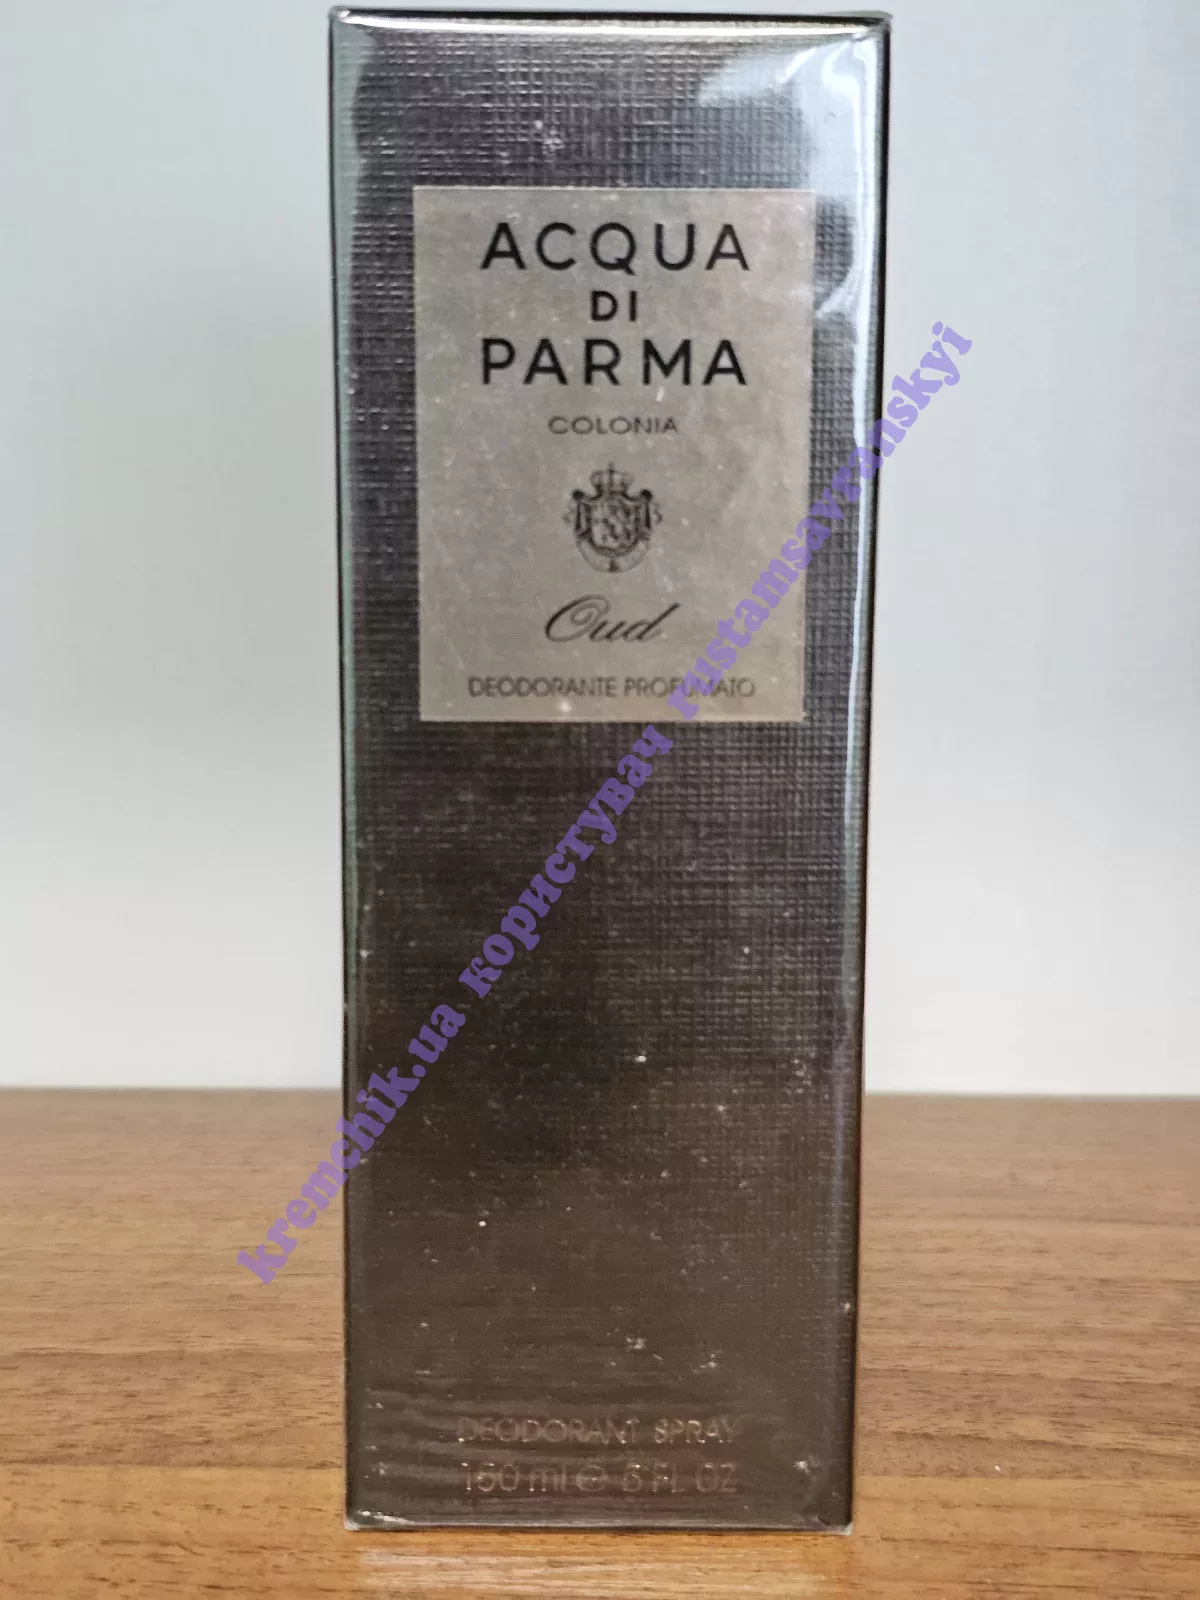 ACQUA
DI
PARMA
COLONIA
Oud
DEODORANTE PROFUMATO
kremchik.ua користувач rustamsavranskyi
DEODORANT SPRAY
150 ml e 5 FL OZ